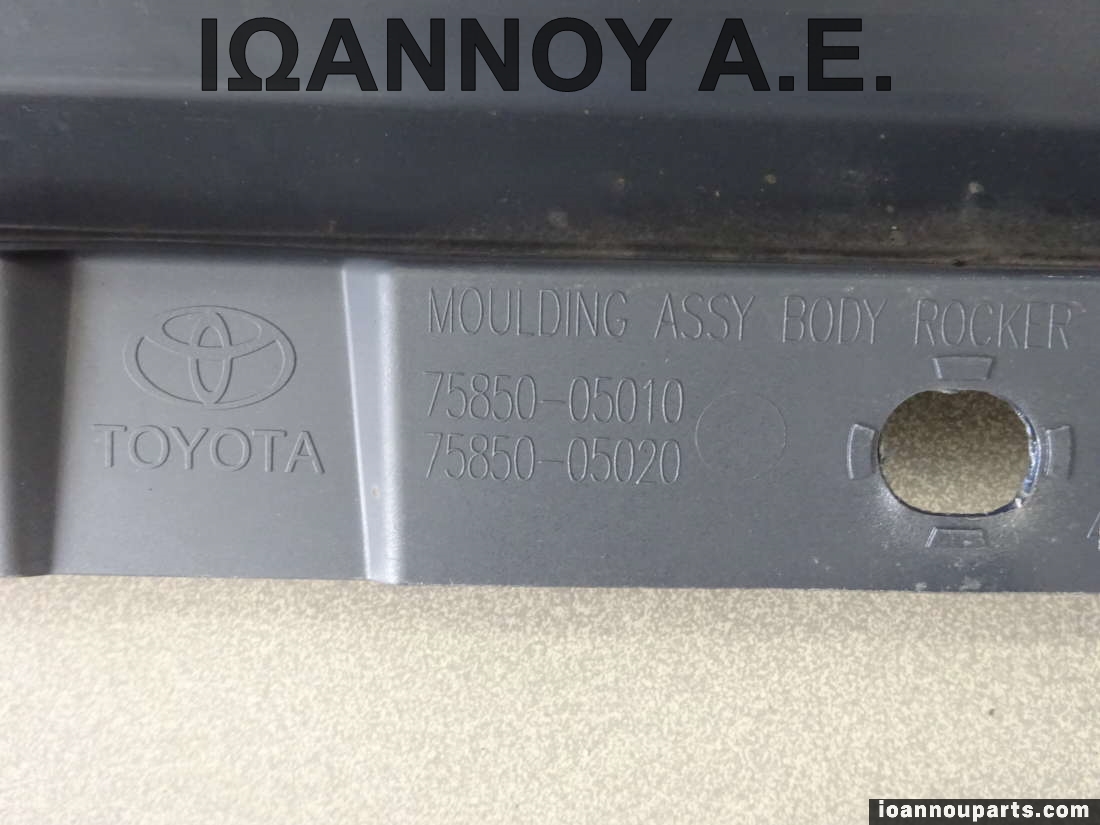 ΙΩΑΝΝΟΥ Α.Ε.
MOULDING ASSY BODY ROCKER
75850-05010
75850-05020
TOYOTA
ioannouparts.com